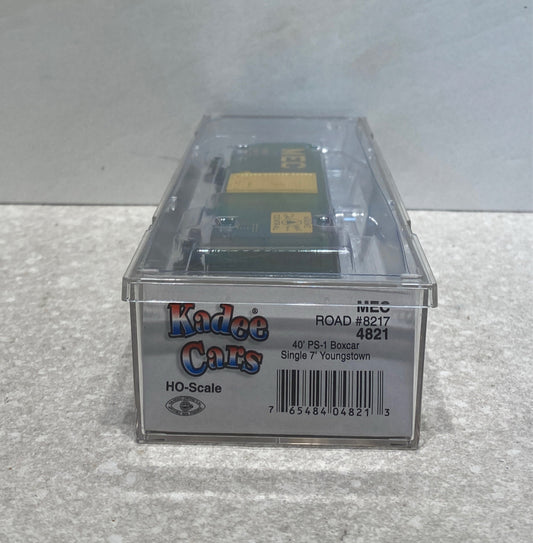 MEC
Kadee®
Cars
HO-Scale
MEC
ROAD #8217
4821
40' PS-1 Boxcar
Single 7' Youngstown
7 65484 04821 3